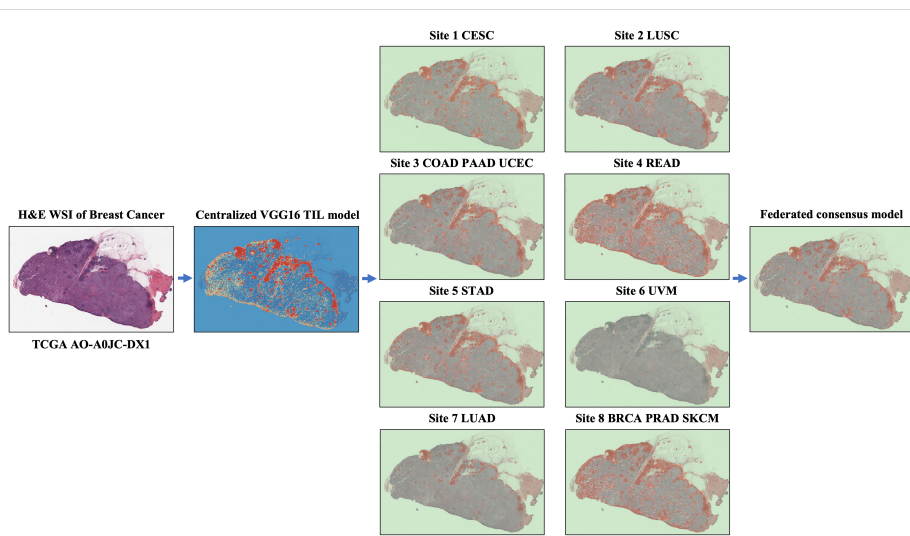 Site 1 CESC
Site 2 LUSC
Site 3 COAD PAAD UCEC
Site 4 READ
H&E WSI of Breast Cancer
Centralized VGG16 TIL model
Federated consensus model
Site 5 STAD
Site 6 UVM
TCGA AO-A0JC-DX1
Site 7 LUAD
Site 8 BRCA PRAD SKCM